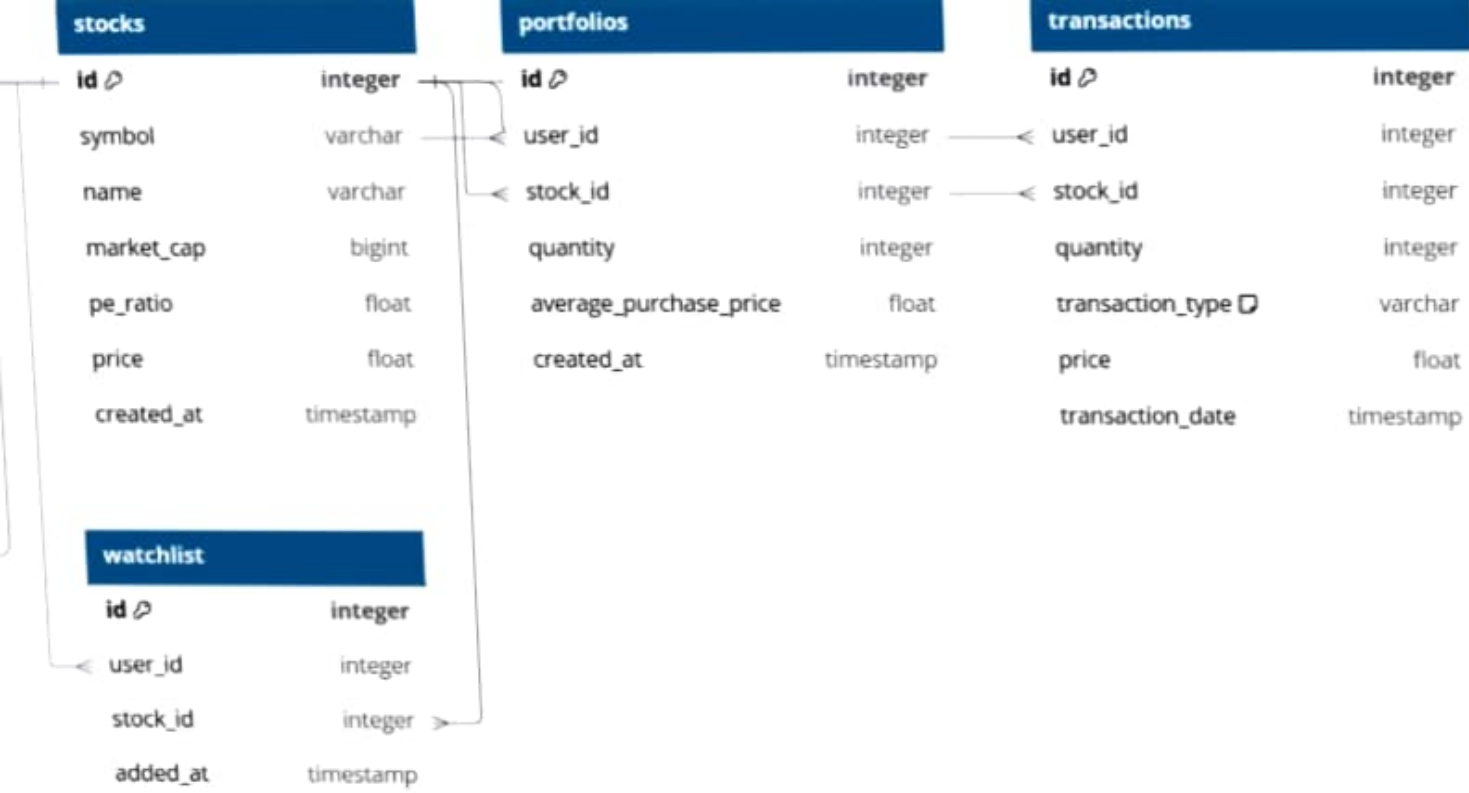 stocks
id integer
symbol varchar
name varchar
market_cap bigint
pe_ratio float
price float
created_at timestamp
portfolios
id integer
user_id integer
stock_id integer
quantity integer
average_purchase_price float
created_at timestamp
transactions
id integer
user_id integer
stock_id integer
quantity integer
transaction_type varchar
price float
transaction_date timestamp
watchlist
id integer
user_id integer
stock_id integer
added_at timestamp